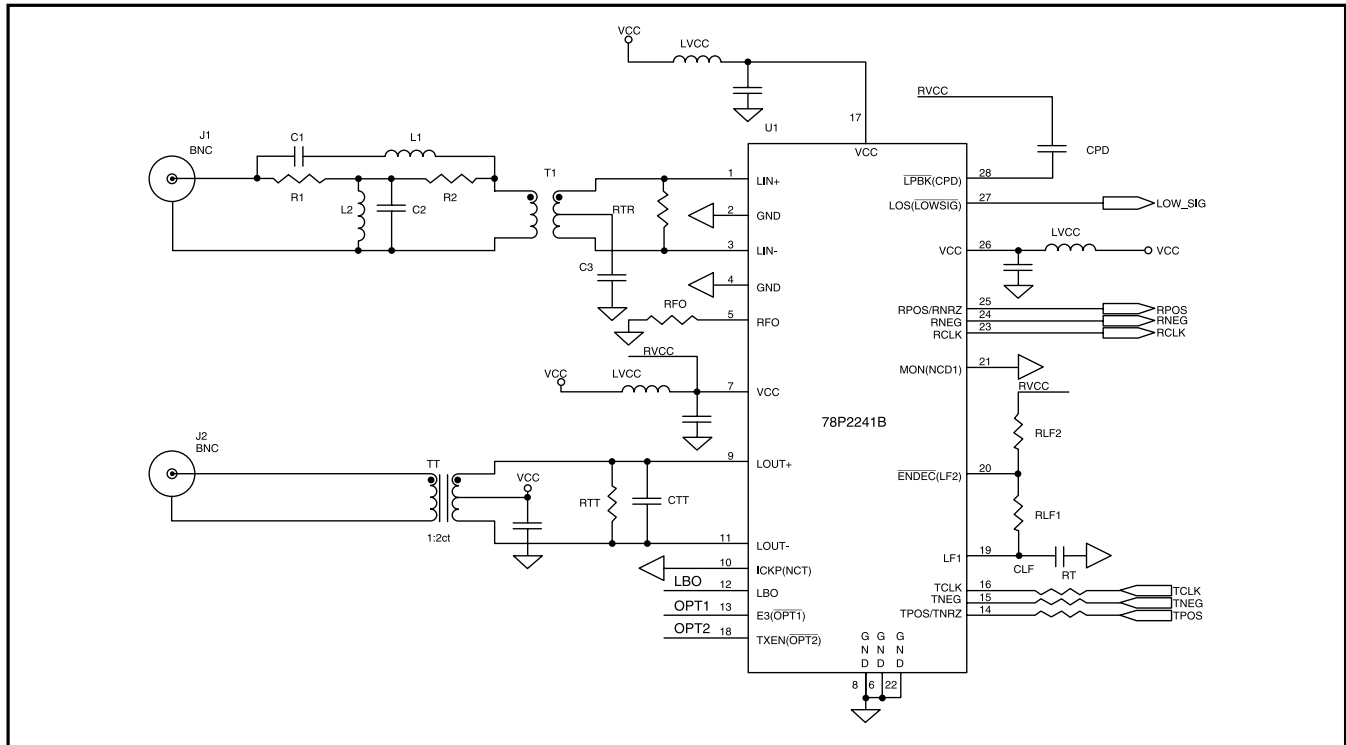 VCC
LVCC
RVCC
17
U1
VCC
CPD
J1
BNC
C1
L1
R1
R2
L2
C2
T1
RTR
C3
1
LIN+
2
GND
3
LIN-
4
GND
RFO
5
RFO
RVCC
VCC
LVCC
7
VCC
J2
BNC
TT
1:2ct
VCC
RTT
CTT
9
LOUT+
11
LOUT-
10
ICKP(NCT)
LBO
12
LBO
OPT1
13
E3(OPT1)
OPT2
18
TXEN(OPT2)
78P2241B
LPBK(CPD)
28
LOS(LOWSIG)
27
LOW_SIG
VCC
26
LVCC
VCC
RPOS/RNRZ
25
RPOS
RNEG
24
RNEG
RCLK
23
RCLK
MON(NCD1)
21
RVCC
RLF2
ENDEC(LF2)
20
RLF1
LF1
19
CLF
RT
TCLK
16
TCLK
TNEG
15
TNEG
TPOS/TNRZ
14
TPOS
GND
GND
GND
8
6
22